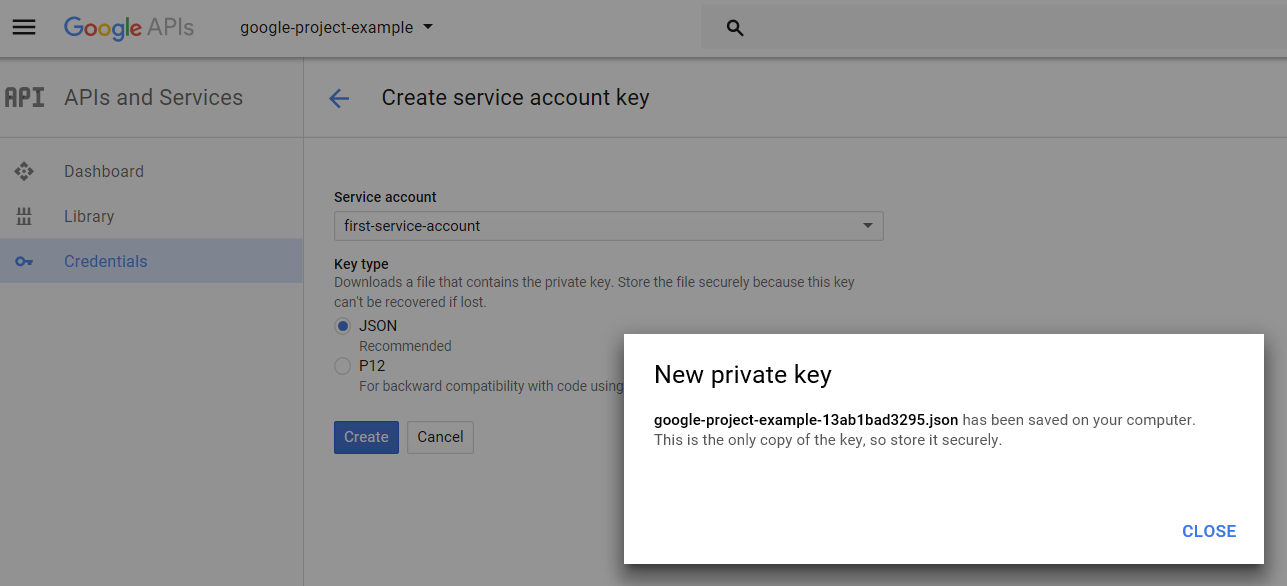 Google APIs
google-project-example
API
APIs and Services
Create service account key
Dashboard
Library
Credentials
Service account
first-service-account
Key type
Downloads a file that contains the private key. Store the file securely because this key
can't be recovered if lost.
JSON
Recommended
P12
For backward compatibility with code using
Create
Cancel
New private key
google-project-example-13ab1bad3295.json has been saved on your computer.
This is the only copy of the key, so store it securely.
CLOSE